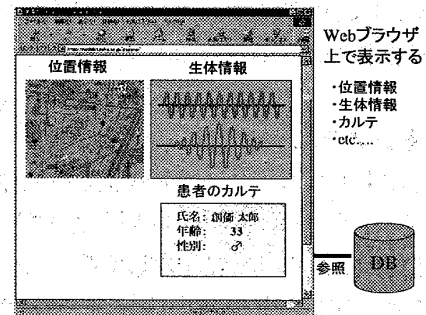 Webブラウザ
上で表示する
・位置情報
・生体情報
・カルテ
・etc....
位置情報
生体情報
患者のカルテ
氏名: 創価 太郎
年齢: 33
性別: ♂
参照
DB